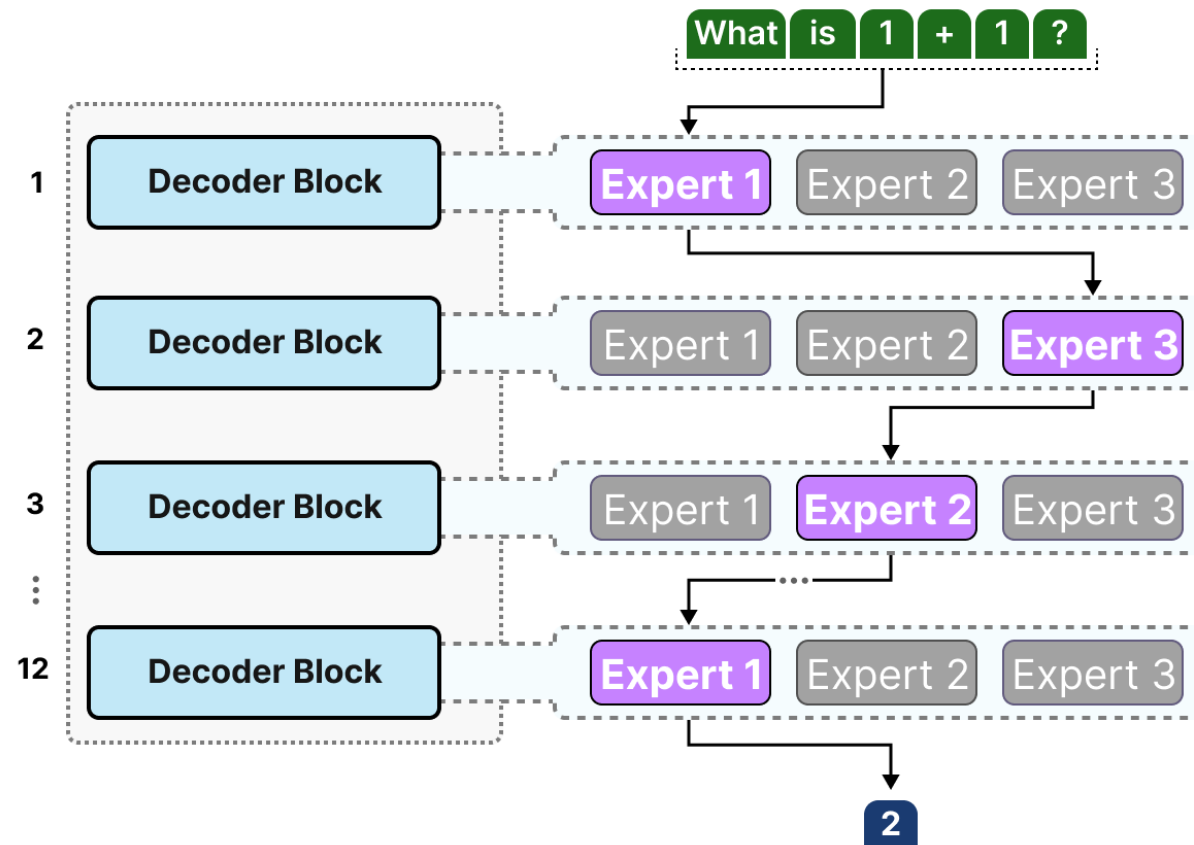 What is 1 + 1 ?
1 Decoder Block Expert 1 Expert 2 Expert 3
2 Decoder Block Expert 1 Expert 2 Expert 3
3 Decoder Block Expert 1 Expert 2 Expert 3
...
12 Decoder Block Expert 1 Expert 2 Expert 3
2